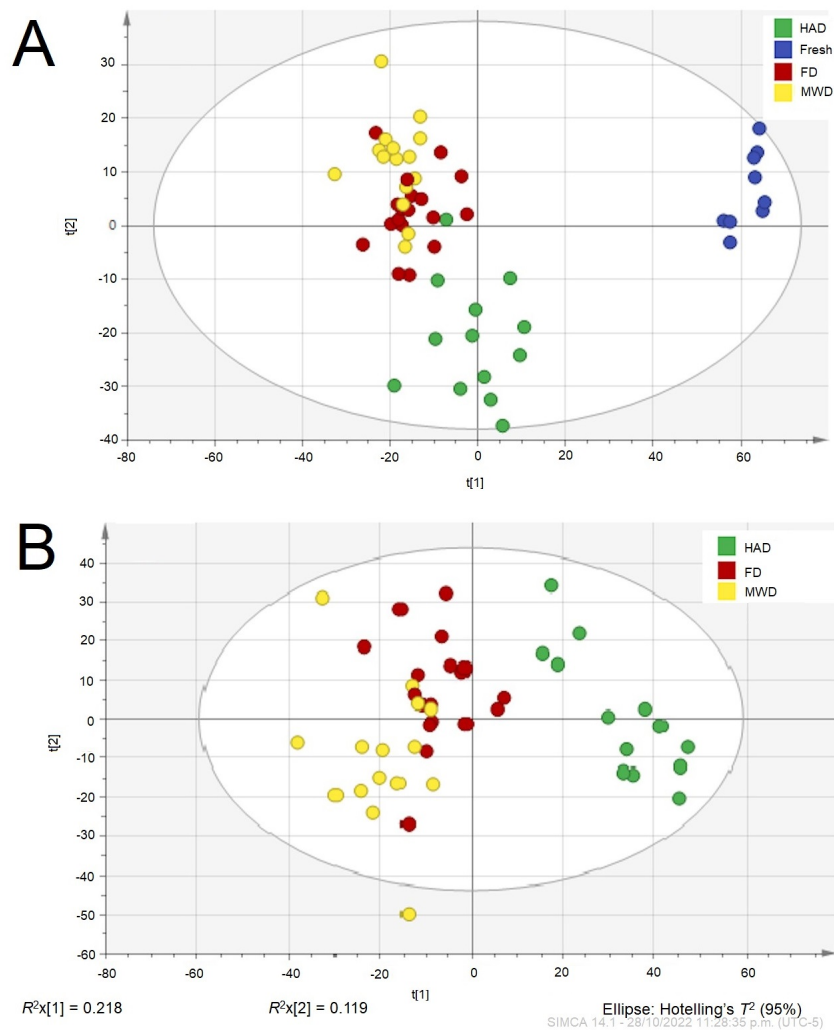 A
HAD
Fresh
FD
MWD
30
20
10
0
-10
-20
-30
-40
t[2]
-80 -60 -40 -20 0 20 40 60
t[1]
B
HAD
FD
MWD
40
30
20
10
0
-10
-20
-30
-40
-50
-60
t[2]
-80 -60 -40 -20 0 20 40 60
t[1]
R²x[1] = 0.218 R²x[2] = 0.119 Ellipse: Hotelling's T² (95%)
SIMCA 14.1 - 28/10/2022 11:28:35 p.m. (UTC-5)